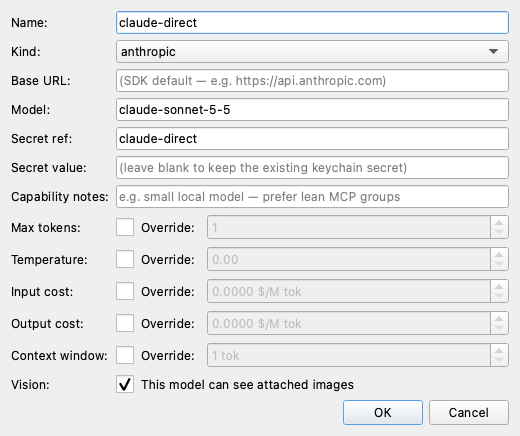 Name: claude-direct
Kind: anthropic
Base URL: (SDK default — e.g. https://api.anthropic.com)
Model: claude-sonnet-5-5
Secret ref: claude-direct
Secret value: (leave blank to keep the existing keychain secret)
Capability notes: e.g. small local model — prefer lean MCP groups
Max tokens: Override: 1
Temperature: Override: 0.00
Input cost: Override: 0.0000 $/M tok
Output cost: Override: 0.0000 $/M tok
Context window: Override: 1 tok
Vision: This model can see attached images
OK Cancel